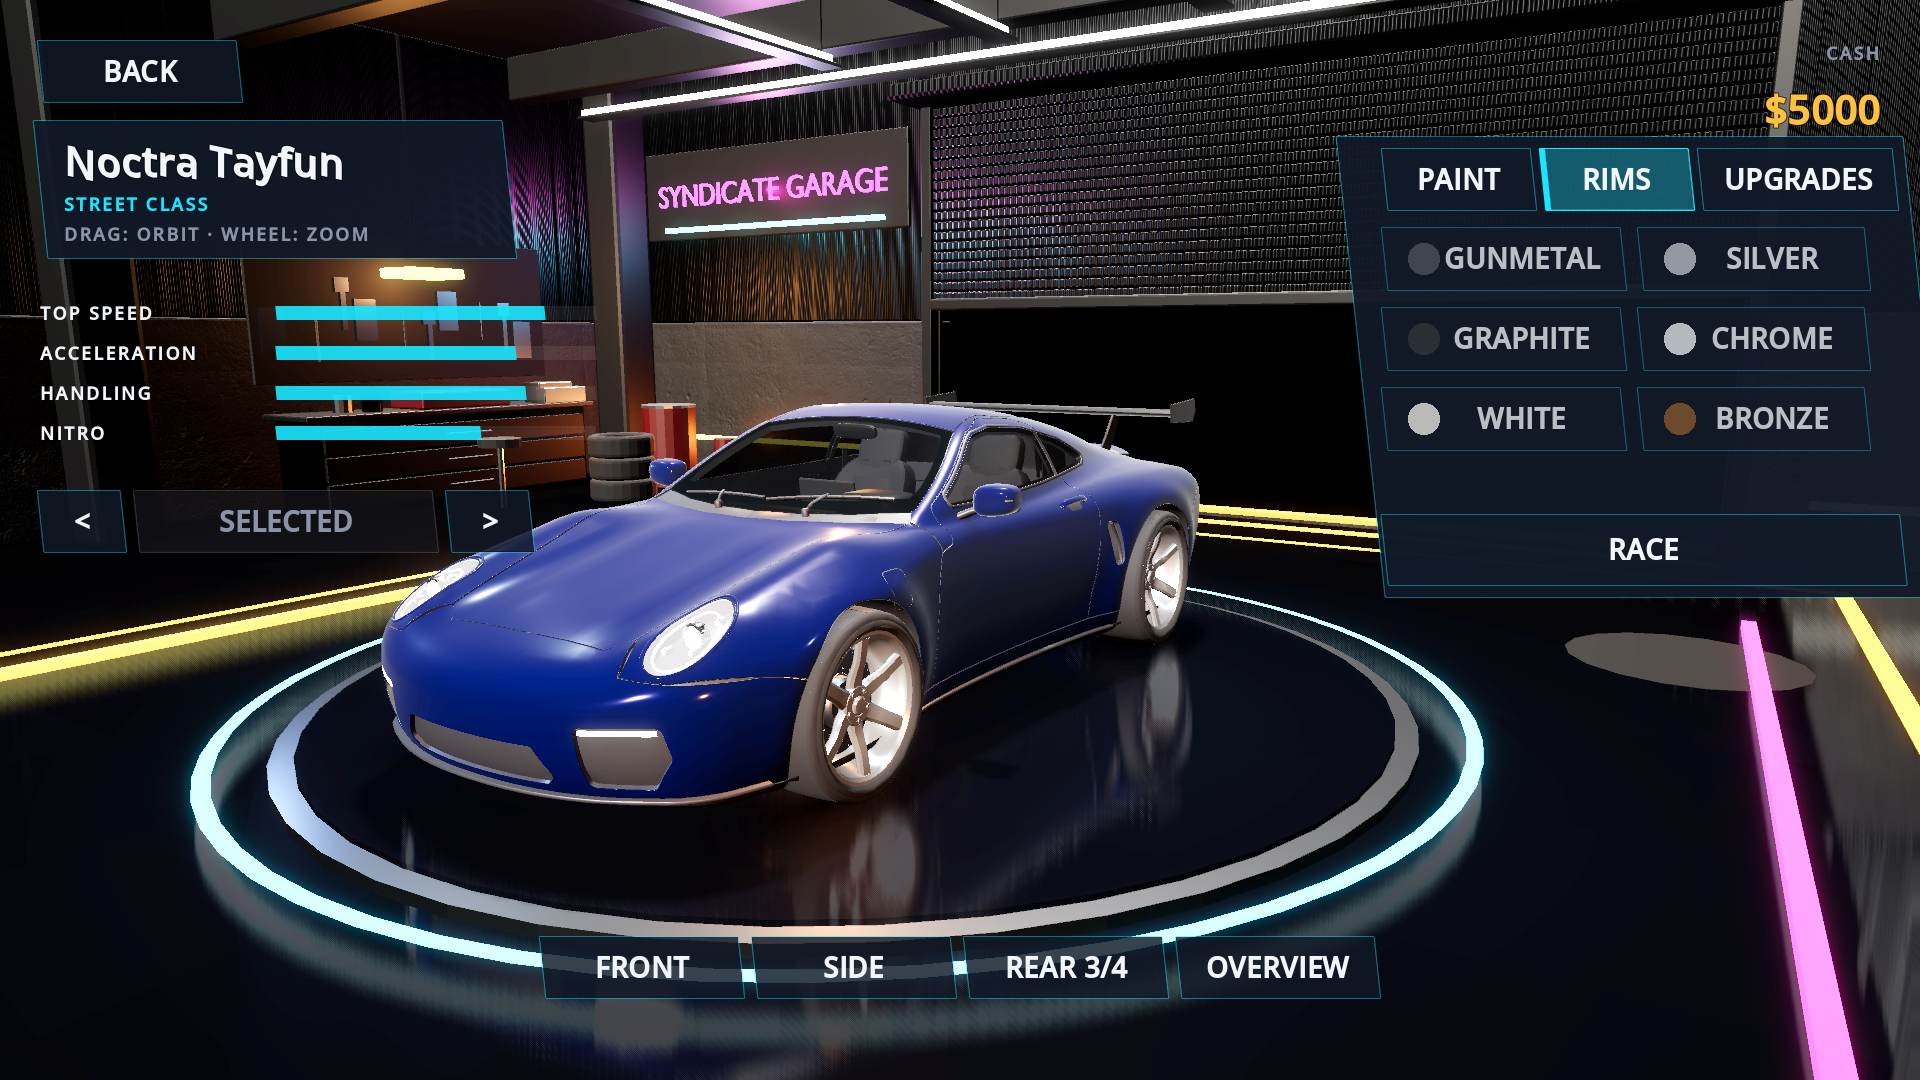 BACK
CASH
$5000
Noctra Tayfun
STREET CLASS
DRAG: ORBIT · WHEEL: ZOOM
SYNDICATE GARAGE
PAINT
RIMS
UPGRADES
GUNMETAL
SILVER
GRAPHITE
CHROME
WHITE
BRONZE
RACE
TOP SPEED
ACCELERATION
HANDLING
NITRO
<
SELECTED
>
FRONT
SIDE
REAR 3/4
OVERVIEW